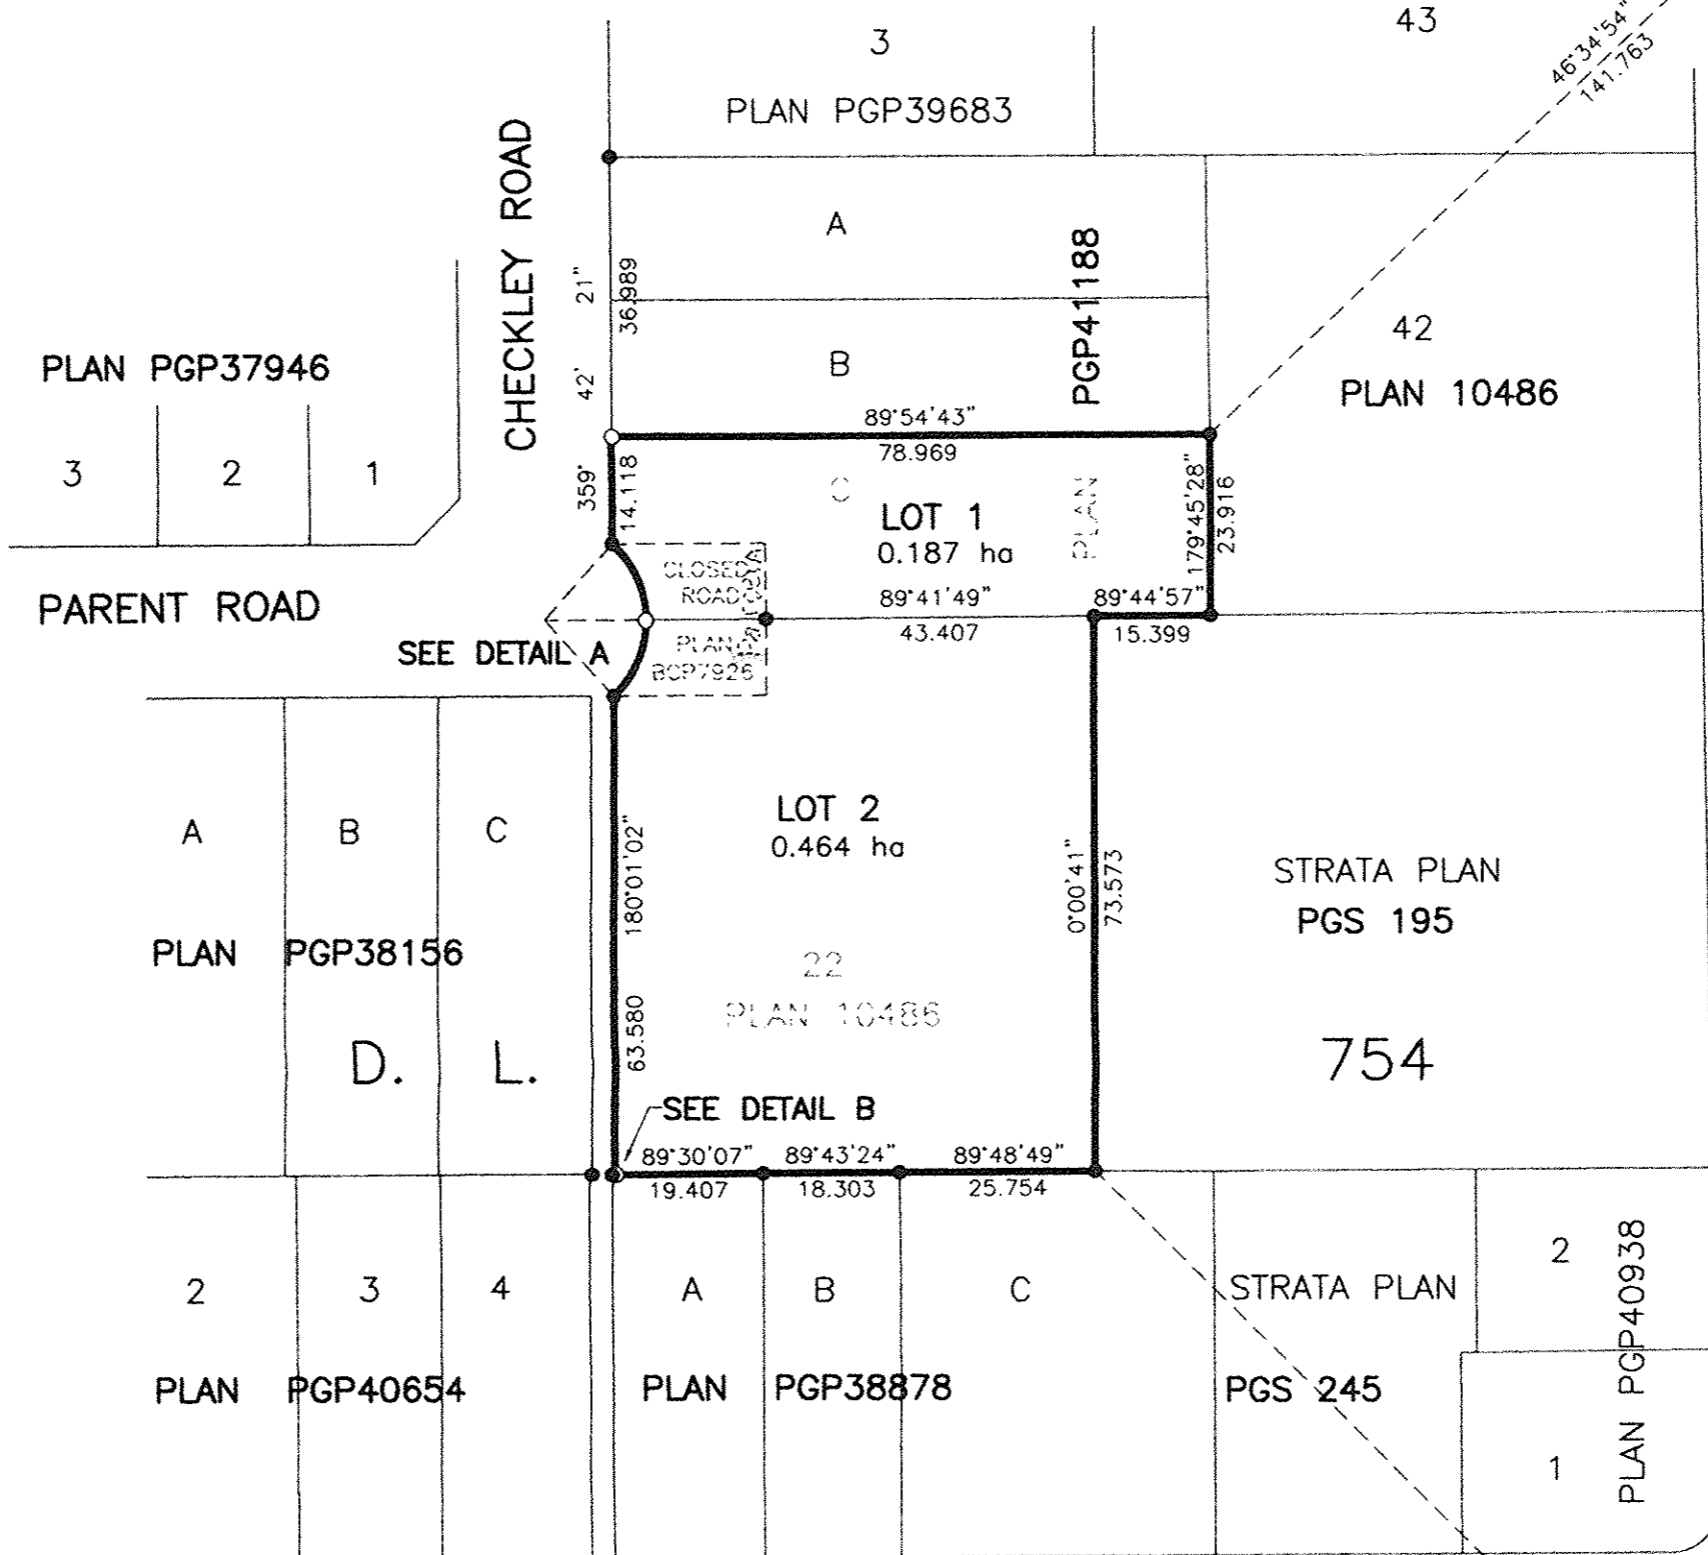 43
46°34'54"
141.763
3
PLAN PGP39683
CHECKLEY ROAD
A
PGP41188
359° 42' 21"
36.989
B
42
PLAN 10486
PLAN PGP37946
3
2
1
89°54'43"
78.969
14.118
C
LOT 1
0.187 ha
PLAN
179°45'28"
23.916
PARENT ROAD
CLOSED
ROAD
PLAN
BCP7926
89°41'49"
43.407
89°44'57"
15.399
SEE DETAIL A
A
B
C
LOT 2
0.464 ha
180°01'02"
63.580
0°00'41"
73.573
STRATA PLAN
PGS 195
PLAN PGP38156
22
PLAN 10486
D. L.
754
SEE DETAIL B
89°30'07"
19.407
89°43'24"
18.303
89°48'49"
25.754
2
3
4
A
B
C
STRATA PLAN
2
PLAN PGP40938
PLAN PGP40654
PLAN PGP38878
PGS 245
1